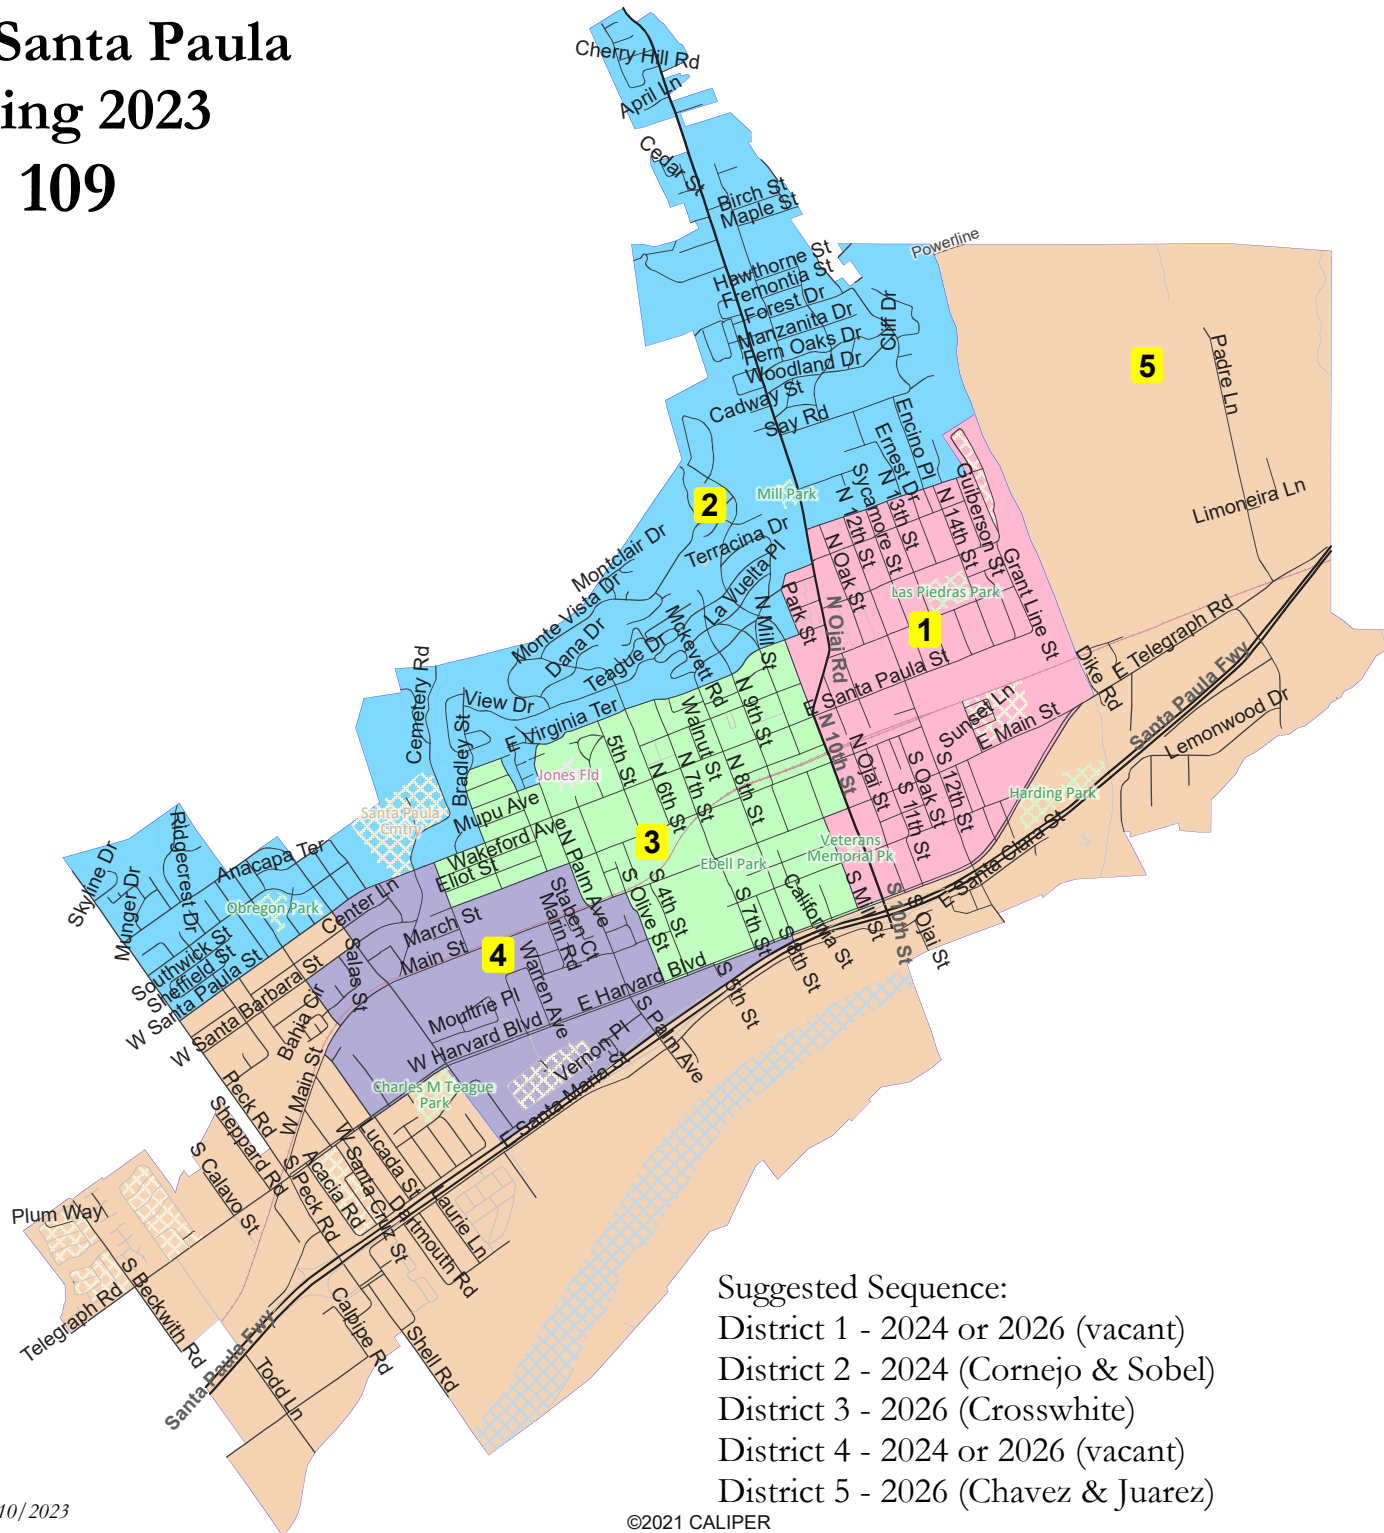 Santa Paula
ing 2023
109
Cherry Hill Rd
April Ln
Cedar St
Birch St
Maple St
Hawthorne St
Fremontia St
Forest Dr
Manzanita Dr
Fern Oaks Dr
Woodland Dr
Cadway St
Say Rd
Cliff Dr
Powerline
5
Padre Ln
Limoneira Ln
Encino Pl
Ernest Dr
Sycamore St
N 12th St
N 13th St
N 14th St
Guiberson St
Grant Line St
2
Mill Park
Terracina Dr
Montclair Dr
Monte Vista Dr
La Vuelta Pl
Dana Dr
Teague Dr
Mckevett Rd
N Mill St
Park St
N Oak St
N Ojai Rd
Las Piedras Park
1
E Santa Paula St
Dike Rd
E Telegraph Rd
Santa Paula Fwy
Lemonwood Dr
Cemetery Rd
View Dr
Bradley St
E Virginia Ter
Walnut St
N 9th St
5th St
N 6th St
N 7th St
N 8th St
N 10th St
N Ojai St
Sunset Ln
E Main St
S Oak St
S 12th St
S 11th St
Jones Fld
Harding Park
Santa Paula
Cmtry
Mupu Ave
Wakeford Ave
Eliot St
N Palm Ave
3
Ebell Park
Veterans
Memorial Pk
Skyline Dr
Munger Dr
Ridgecrest Dr
Anacapa Ter
Obregon Park
Center Ln
Southwick St
Sheffield St
W Santa Paula St
W Santa Barbara St
March St
Main St
4
Salas St
Bahia Cir
Staben Ct
Marin Rd
Warren Ave
S Olive St
S 4th St
S 7th St
California St
S Mill St
S 10th St
S Ojai St
E Santa Clara St
S 8th St
S 5th St
E Harvard Blvd
Moultrie Pl
W Harvard Blvd
S Palm Ave
Vernon Pl
E Santa Maria St
Charles M Teague
Park
Peck Rd
W Main St
Sheppard Rd
S Calavo St
S Peck Rd
Acacia Rd
W Santa Cruz St
Lucada St
Dartmouth Rd
Laurie Ln
Plum Way
Telegraph Rd
S Beckwith Rd
Santa Paula Fwy
Todd Ln
Calpipe Rd
Shell Rd
Suggested Sequence:
District 1 - 2024 or 2026 (vacant)
District 2 - 2024 (Cornejo & Sobel)
District 3 - 2026 (Crosswhite)
District 4 - 2024 or 2026 (vacant)
District 5 - 2026 (Chavez & Juarez)
10/2023
©2021 CALIPER